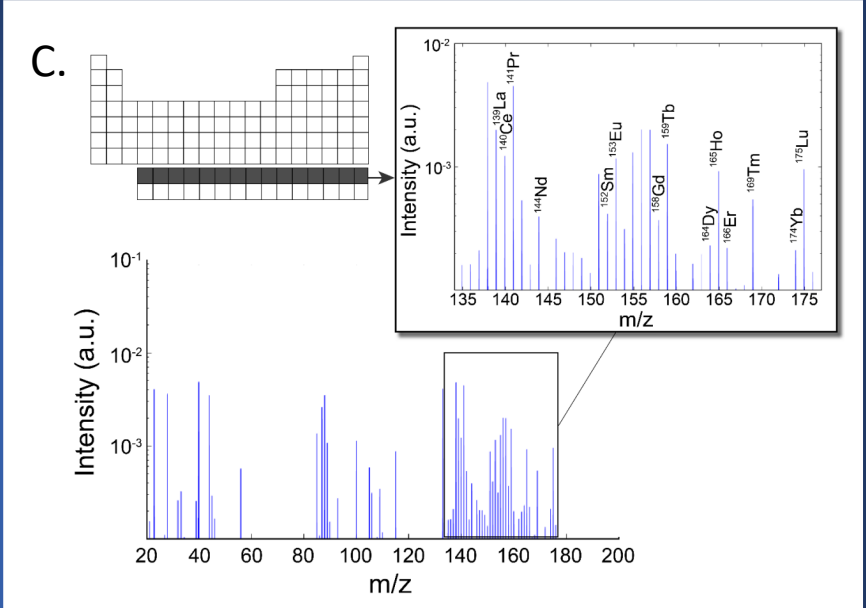 C.
10⁻²
10⁻³
Intensity (a.u.)
¹³⁹La
¹⁴⁰Ce
¹⁴¹Pr
¹⁴⁴Nd
¹⁵²Sm
¹⁵³Eu
¹⁵⁸Gd
¹⁵⁹Tb
¹⁶⁴Dy
¹⁶⁵Ho
¹⁶⁶Er
¹⁶⁹Tm
¹⁷⁴Yb
¹⁷⁵Lu
135 140 145 150 155 160 165 170 175
m/z
10⁻¹
10⁻²
10⁻³
Intensity (a.u.)
20 40 60 80 100 120 140 160 180 200
m/z